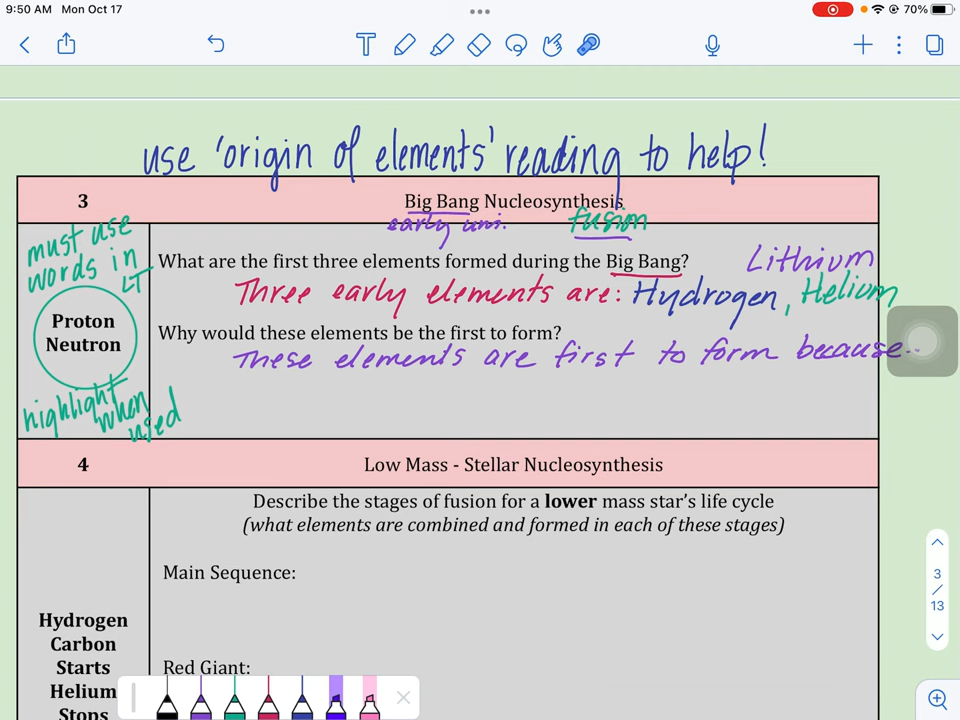 9:50 AM Mon Oct 17
70%
use 'origin of elements' reading to help!
3 Big Bang Nucleosynthesis
early uni. fusion
must use
words in
LT
What are the first three elements formed during the Big Bang? Lithium
Three early elements are: Hydrogen, Helium
Proton
Neutron
Why would these elements be the first to form?
These elements are first to form because..
highlight
when
used
4 Low Mass - Stellar Nucleosynthesis
Describe the stages of fusion for a lower mass star's life cycle
(what elements are combined and formed in each of these stages)
Main Sequence:
Hydrogen
Carbon
Starts
Helium
Stops
Red Giant:
3
/
13